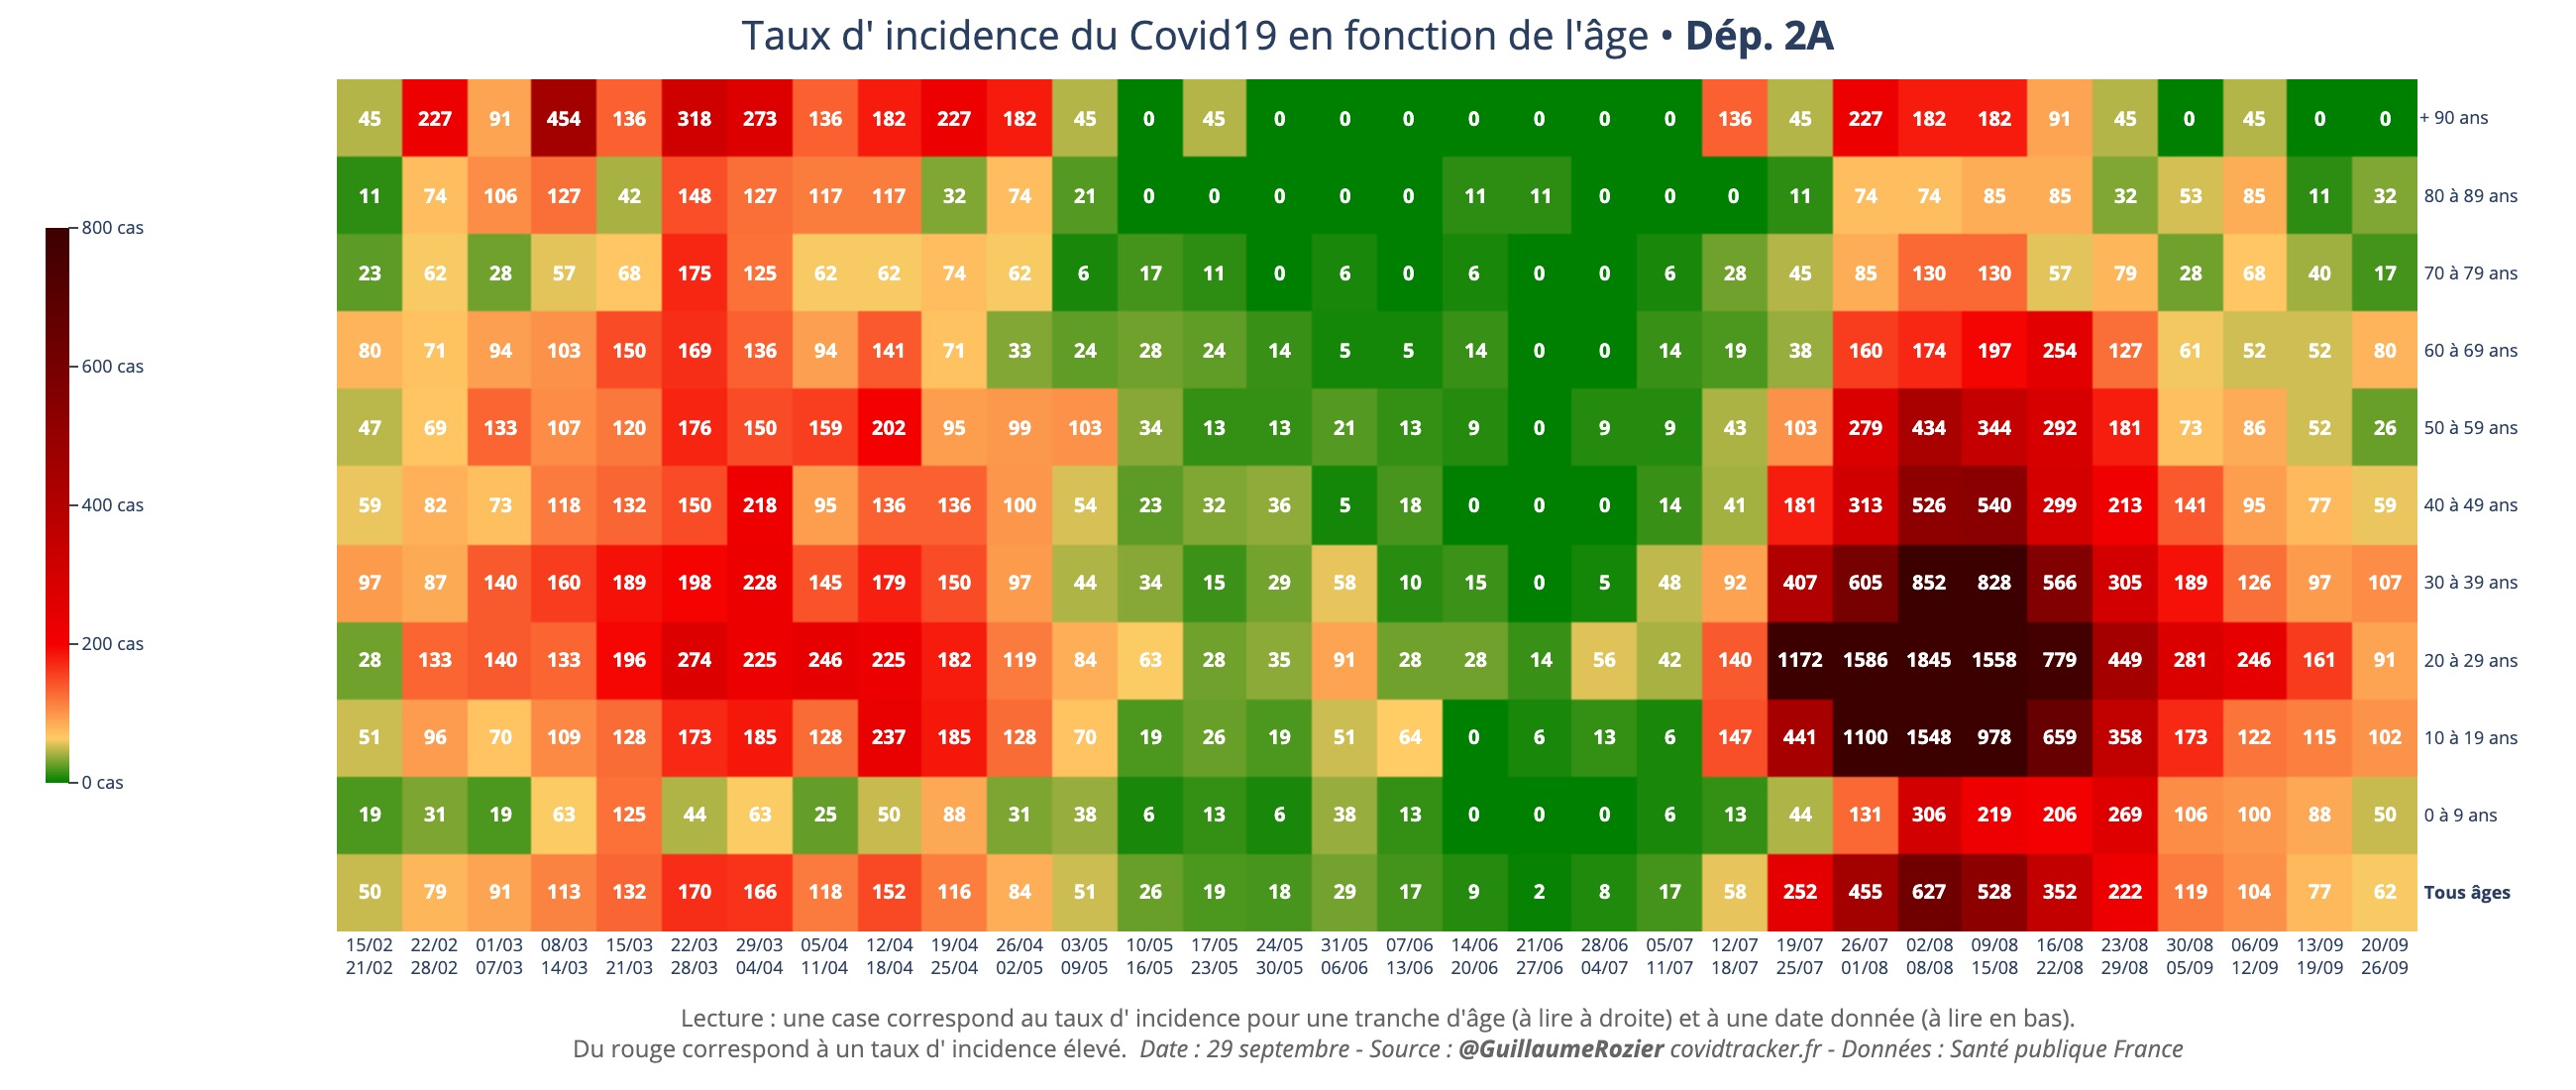 Taux d' incidence du Covid19 en fonction de l'âge • Dép. 2A
800 cas
600 cas
400 cas
200 cas
0 cas
45 227 91 454 136 318 273 136 182 227 182 45 0 45 0 0 0 0 0 0 0 136 45 227 182 182 91 45 0 45 0 0 + 90 ans
11 74 106 127 42 148 127 117 117 32 74 21 0 0 0 0 0 11 11 0 0 0 11 74 74 85 85 32 53 85 11 32 80 à 89 ans
23 62 28 57 68 175 125 62 62 74 62 6 17 11 0 6 0 6 0 0 6 28 45 85 130 130 57 79 28 68 40 17 70 à 79 ans
80 71 94 103 150 169 136 94 141 71 33 24 28 24 14 5 5 14 0 0 14 19 38 160 174 197 254 127 61 52 52 80 60 à 69 ans
47 69 133 107 120 176 150 159 202 95 99 103 34 13 13 21 13 9 0 9 9 43 103 279 434 344 292 181 73 86 52 26 50 à 59 ans
59 82 73 118 132 150 218 95 136 136 100 54 23 32 36 5 18 0 0 0 14 41 181 313 526 540 299 213 141 95 77 59 40 à 49 ans
97 87 140 160 189 198 228 145 179 150 97 44 34 15 29 58 10 15 0 5 48 92 407 605 852 828 566 305 189 126 97 107 30 à 39 ans
28 133 140 133 196 274 225 246 225 182 119 84 63 28 35 91 28 28 14 56 42 140 1172 1586 1845 1558 779 449 281 246 161 91 20 à 29 ans
51 96 70 109 128 173 185 128 237 185 128 70 19 26 19 51 64 0 6 13 6 147 441 1100 1548 978 659 358 173 122 115 102 10 à 19 ans
19 31 19 63 125 44 63 25 50 88 31 38 6 13 6 38 13 0 0 0 6 13 44 131 306 219 206 269 106 100 88 50 0 à 9 ans
50 79 91 113 132 170 166 118 152 116 84 51 26 19 18 29 17 9 2 8 17 58 252 455 627 528 352 222 119 104 77 62 Tous âges
15/02 22/02 01/03 08/03 15/03 22/03 29/03 05/04 12/04 19/04 26/04 03/05 10/05 17/05 24/05 31/05 07/06 14/06 21/06 28/06 05/07 12/07 19/07 26/07 02/08 09/08 16/08 23/08 30/08 06/09 13/09 20/09
21/02 28/02 07/03 14/03 21/03 28/03 04/04 11/04 18/04 25/04 02/05 09/05 16/05 23/05 30/05 06/06 13/06 20/06 27/06 04/07 11/07 18/07 25/07 01/08 08/08 15/08 22/08 29/08 05/09 12/09 19/09 26/09
Lecture : une case correspond au taux d' incidence pour une tranche d'âge (à lire à droite) et à une date donnée (à lire en bas).
Du rouge correspond à un taux d' incidence élevé. Date : 29 septembre - Source : @GuillaumeRozier covidtracker.fr - Données : Santé publique France